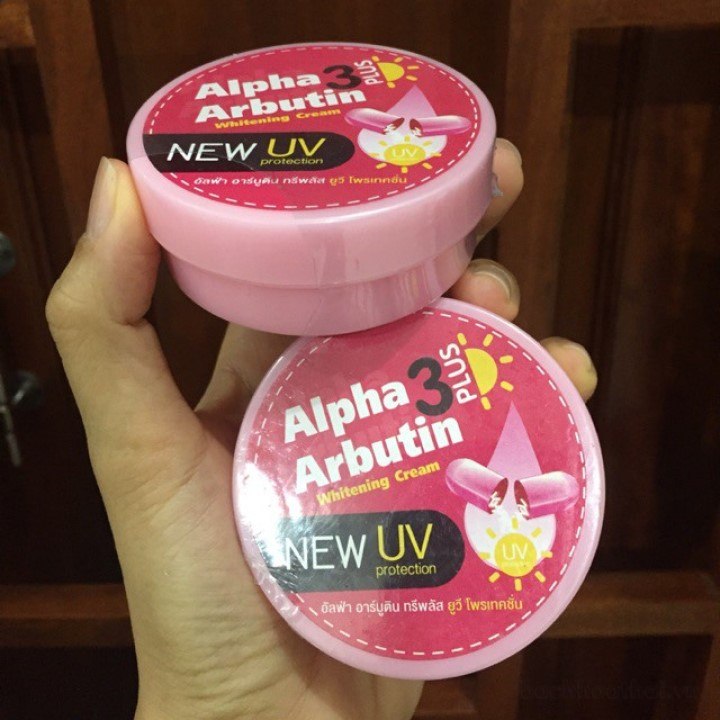 Alpha 3 PLUS
Arbutin
Whitening Cream
NEW UV
protection
UV
อัลฟ่า อาร์บูติน ทรีพลัส ยูวี โพรเทคชั่น
Alpha 3 PLUS
Arbutin
Whitening Cream
NEW UV
protection
UV
อัลฟ่า อาร์บูติน ทรีพลัส ยูวี โพรเทคชั่น